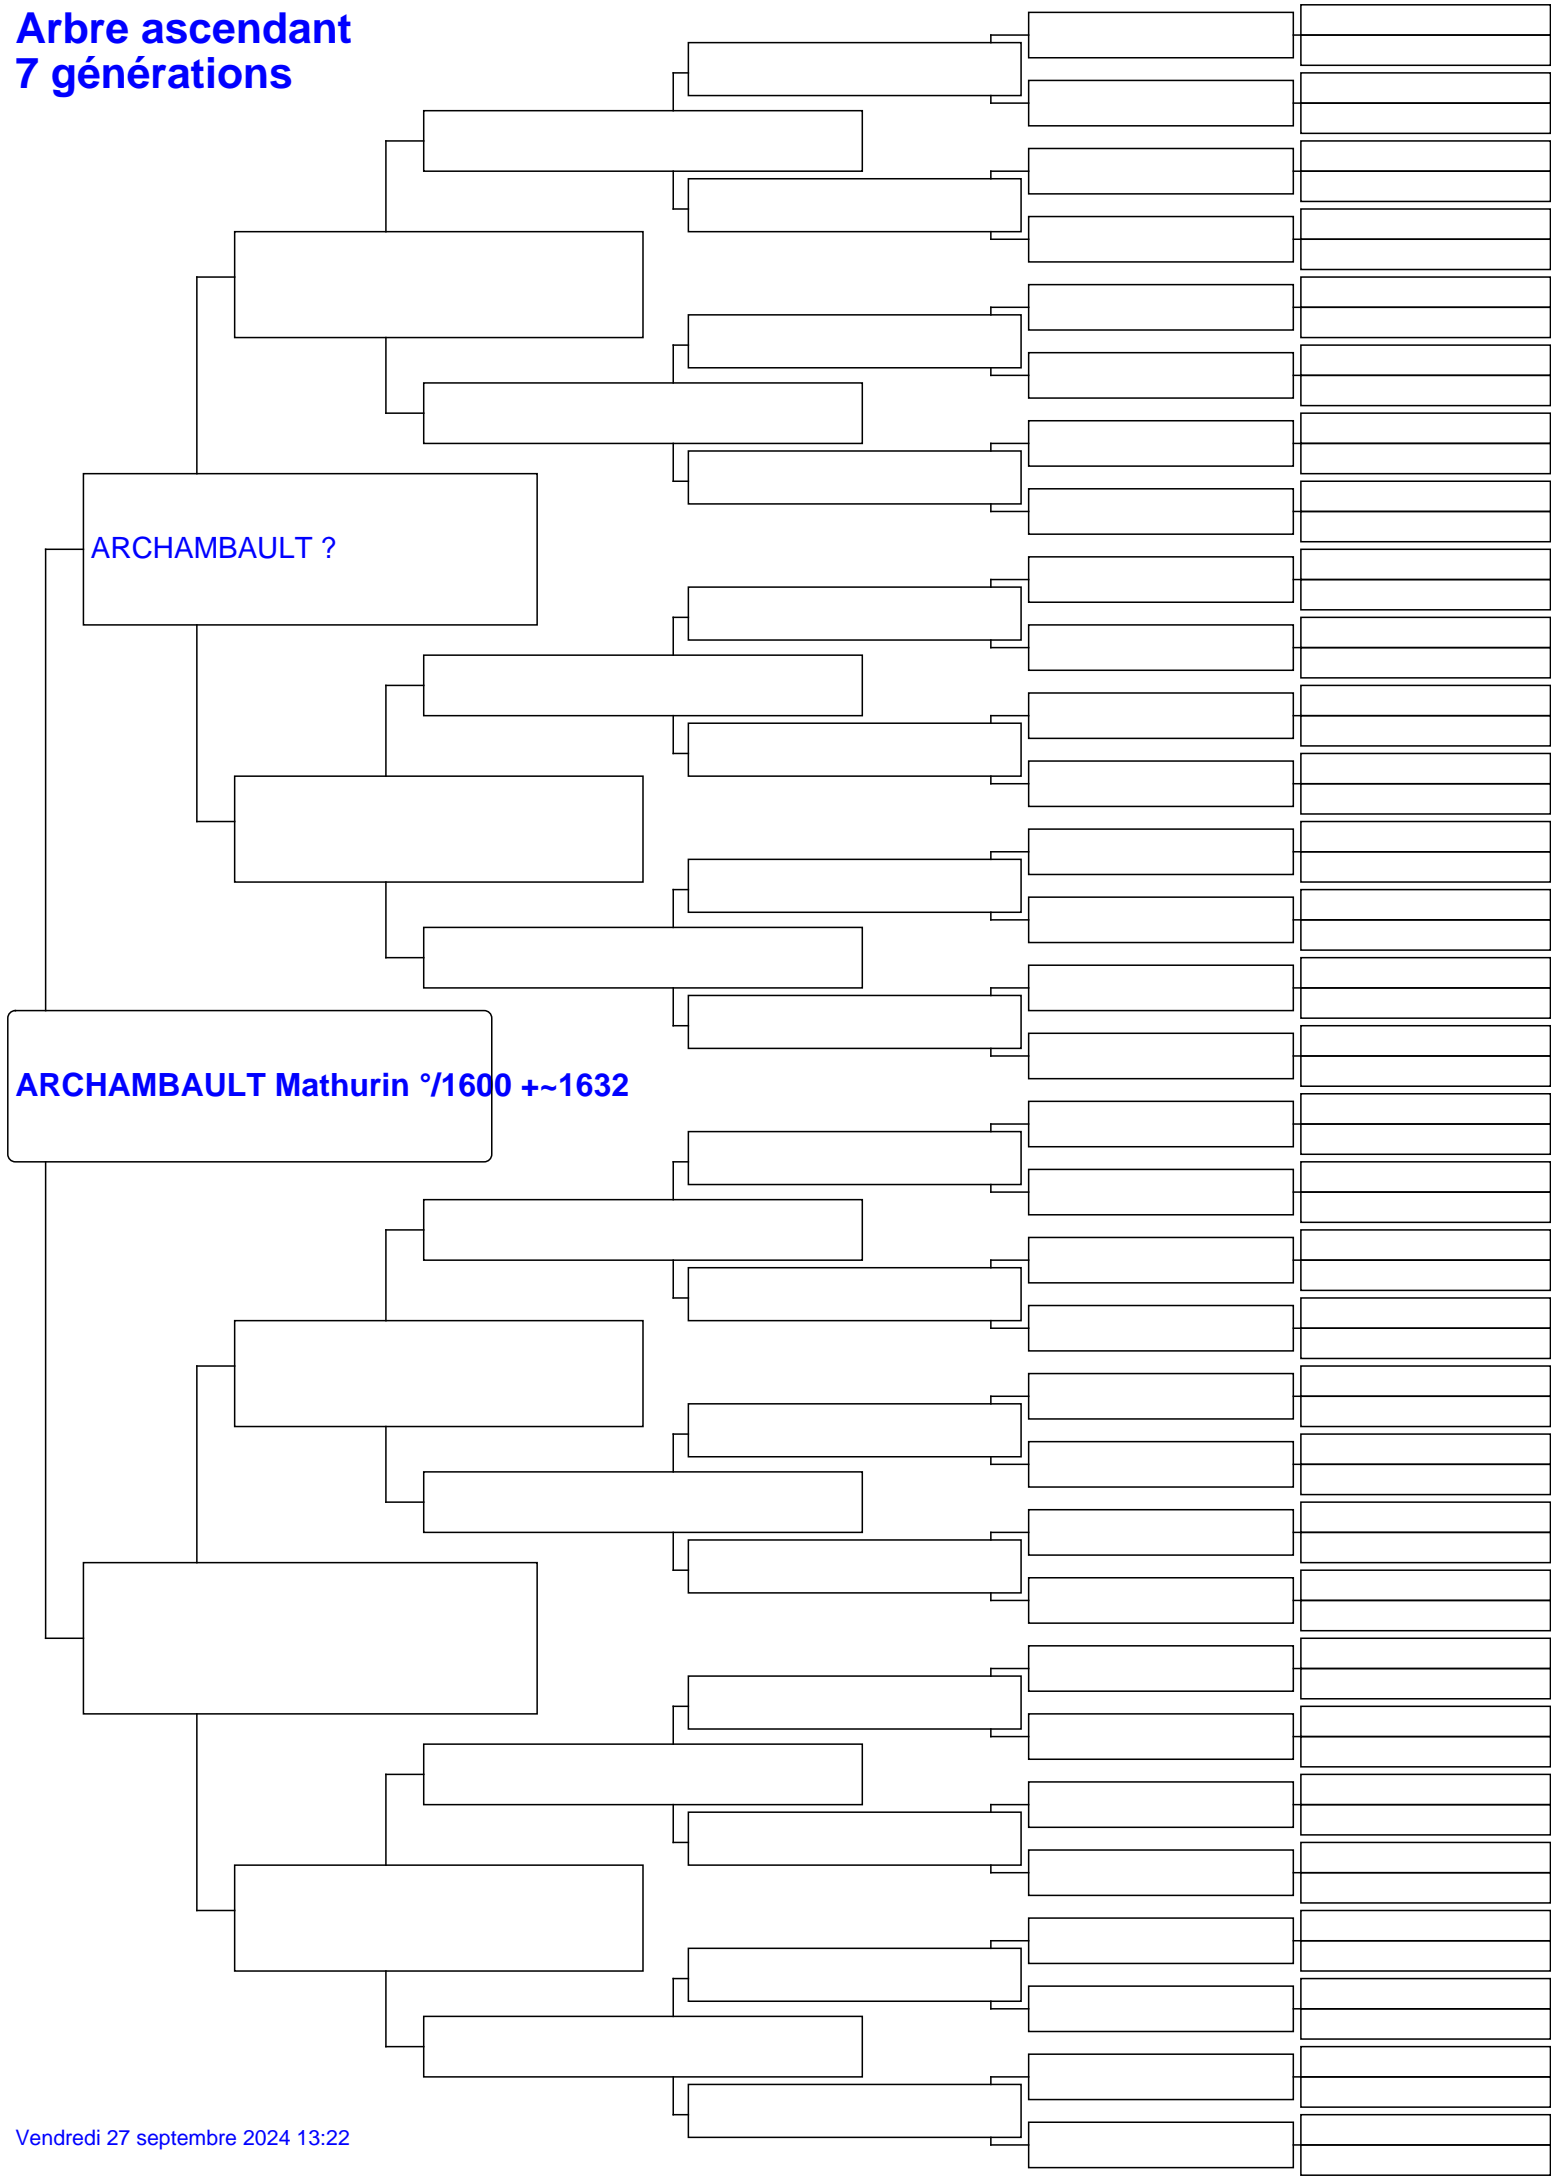 Arbre ascendant
7 générations
ARCHAMBAULT ?
ARCHAMBAULT Mathurin °/1600 +~1632
Vendredi 27 septembre 2024 13:22